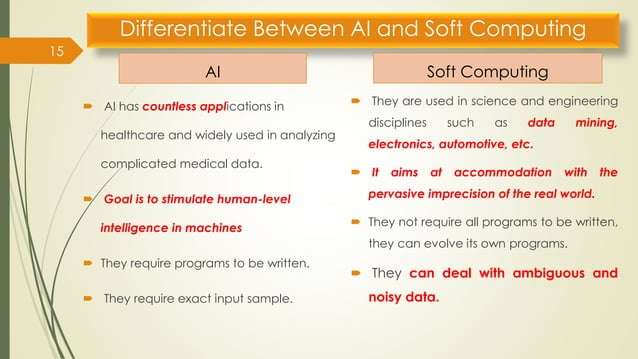 Differentiate Between AI and Soft Computing
15
AI
AI has countless applications in
healthcare and widely used in analyzing
complicated medical data.
Goal is to stimulate human-level
intelligence in machines
They require programs to be written.
They require exact input sample.
Soft Computing
They are used in science and engineering
disciplines such as data mining,
electronics, automotive, etc.
It aims at accommodation with the
pervasive imprecision of the real world.
They not require all programs to be written,
they can evolve its own programs.
They can deal with ambiguous and
noisy data.